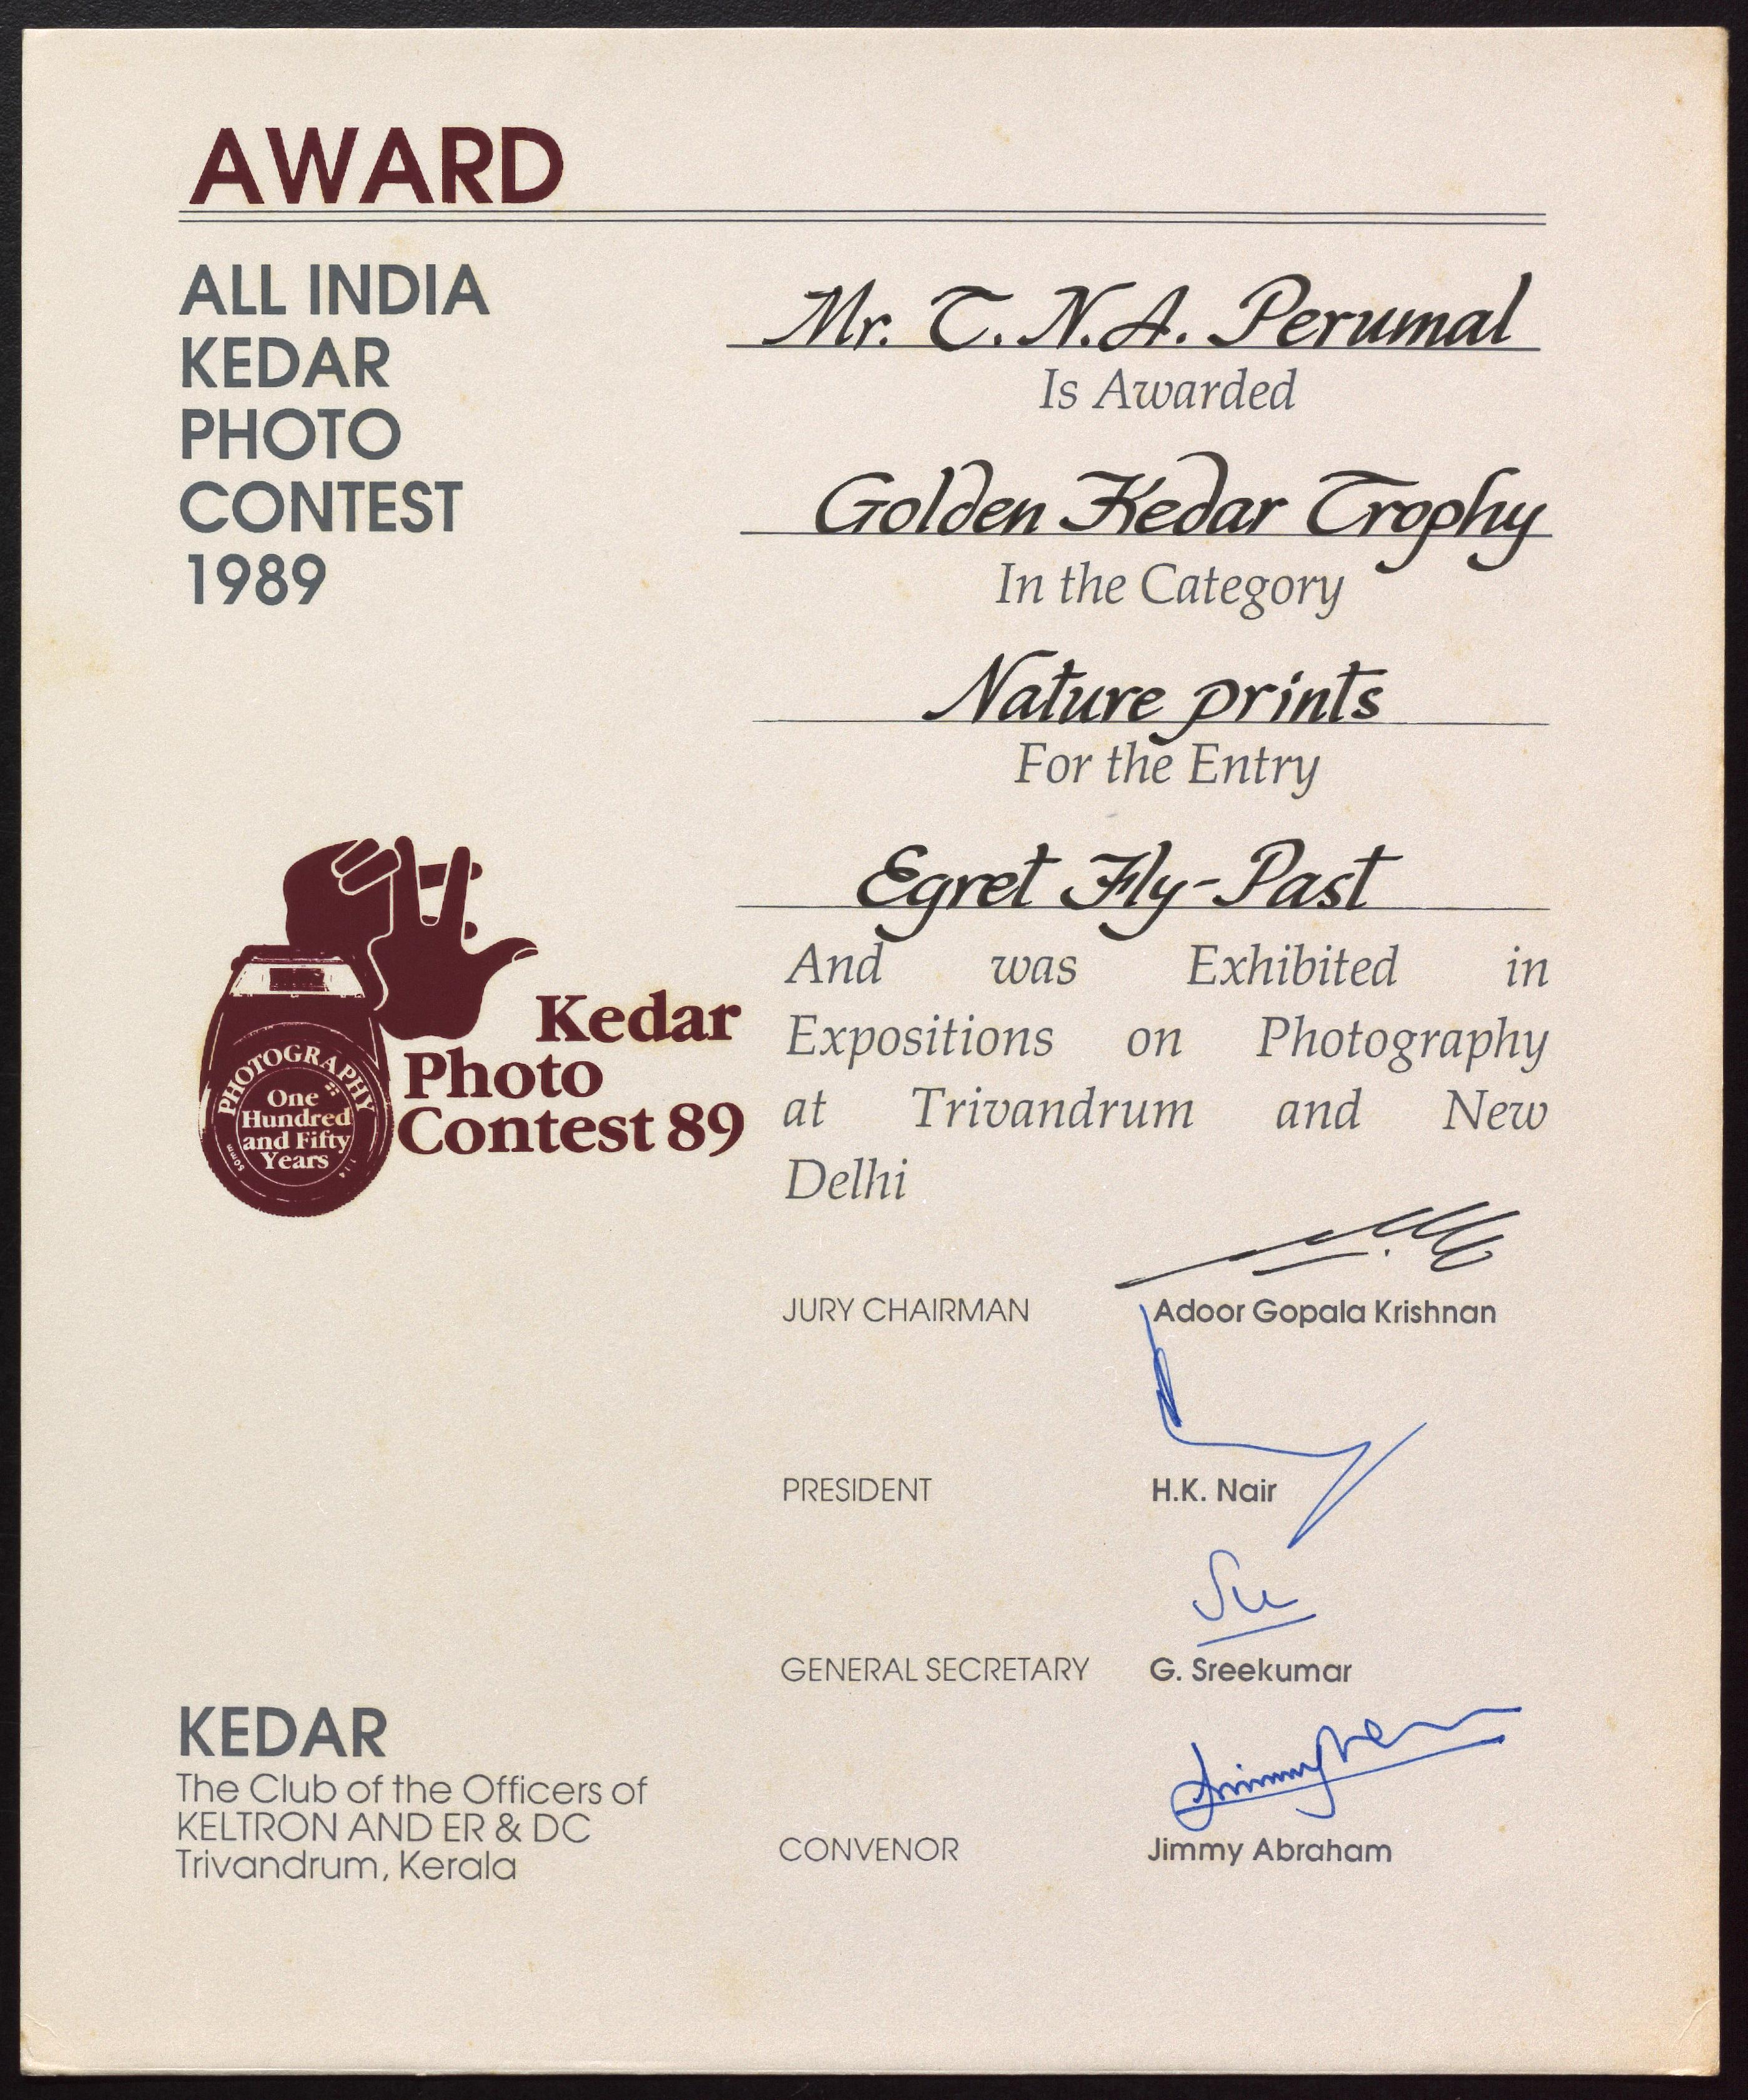 AWARD
ALL INDIA
KEDAR
PHOTO
CONTEST
1989
Mr. T. N. A. Perumal
Is Awarded
Golden Kedar Trophy
In the Category
Nature prints
For the Entry
Egret Fly-Past
And was Exhibited in
Expositions on Photography
at Trivandrum and New
Delhi
PHOTOGRAPHY
One
Hundred
and Fifty
Years
50mm
Kedar
Photo
Contest 89
JURY CHAIRMAN Adoor Gopala Krishnan
PRESIDENT H.K. Nair
GENERAL SECRETARY G. Sreekumar
CONVENOR Jimmy Abraham
KEDAR
The Club of the Officers of
KELTRON AND ER & DC
Trivandrum, Kerala